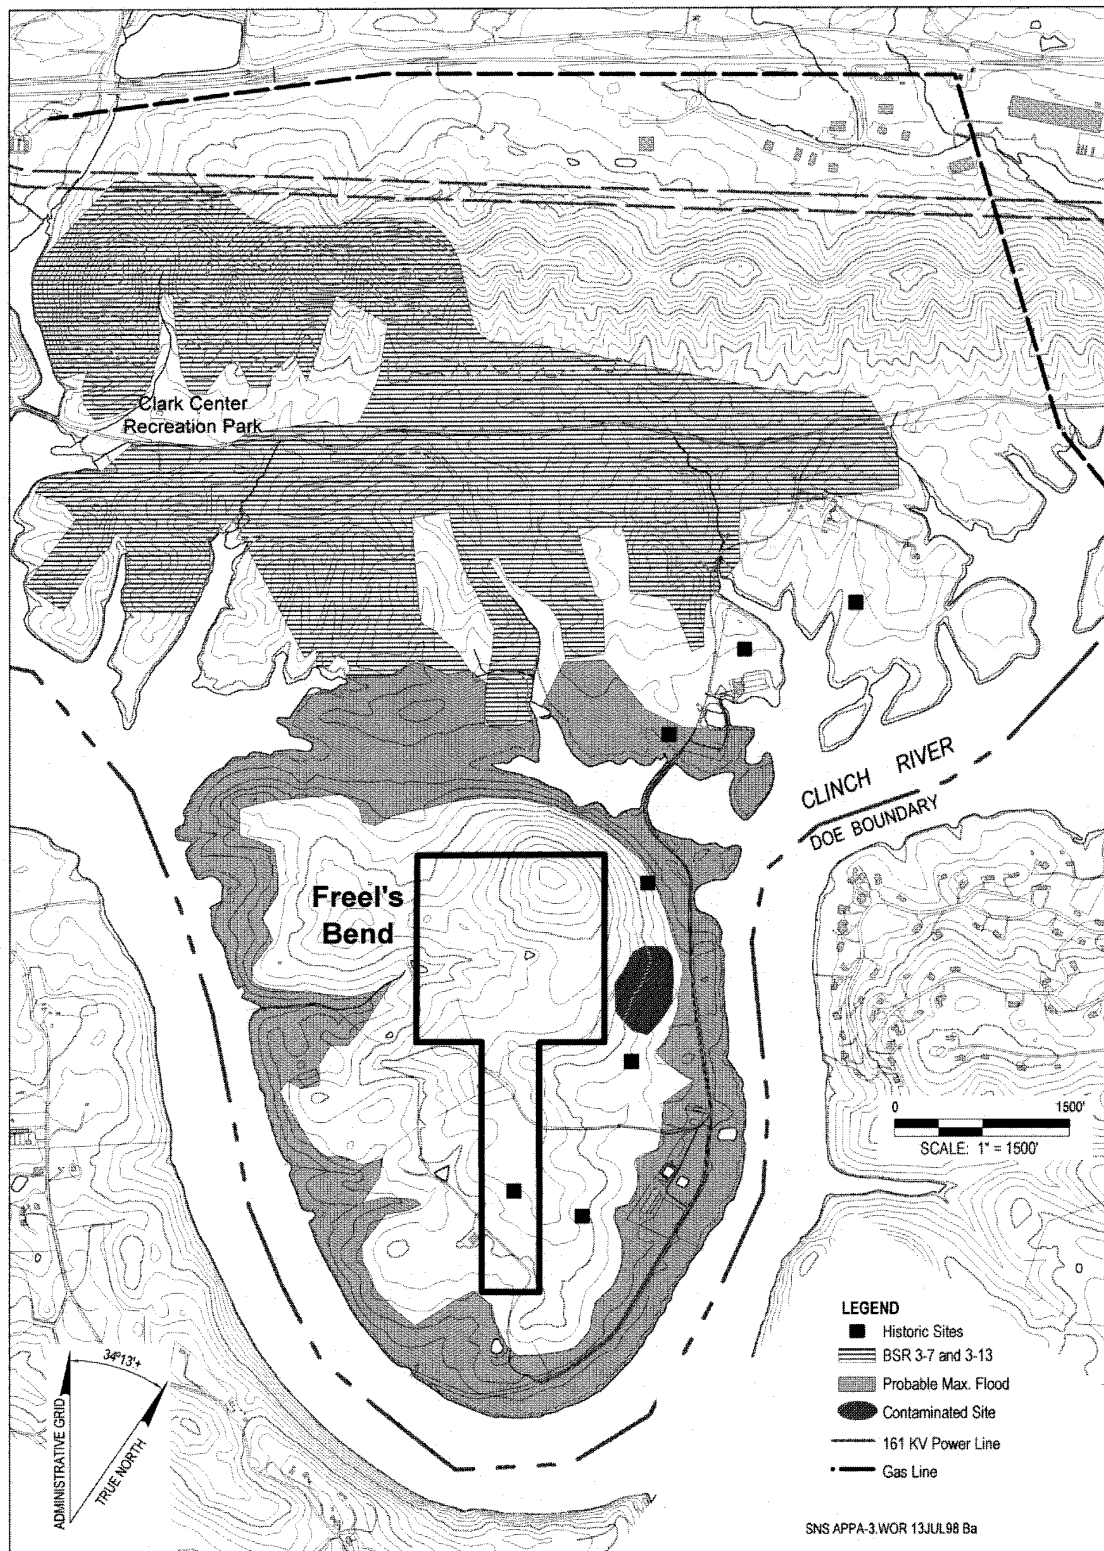 Clark Center
Recreation Park
CLINCH RIVER
DOE BOUNDARY
Freel's
Bend
0 1500'
SCALE: 1" = 1500'
LEGEND
Historic Sites
BSR 3-7 and 3-13
Probable Max. Flood
Contaminated Site
161 KV Power Line
Gas Line
34°13'+
ADMINISTRATIVE GRID
TRUE NORTH
SNS APPA-3.WOR 13JUL98 Ba